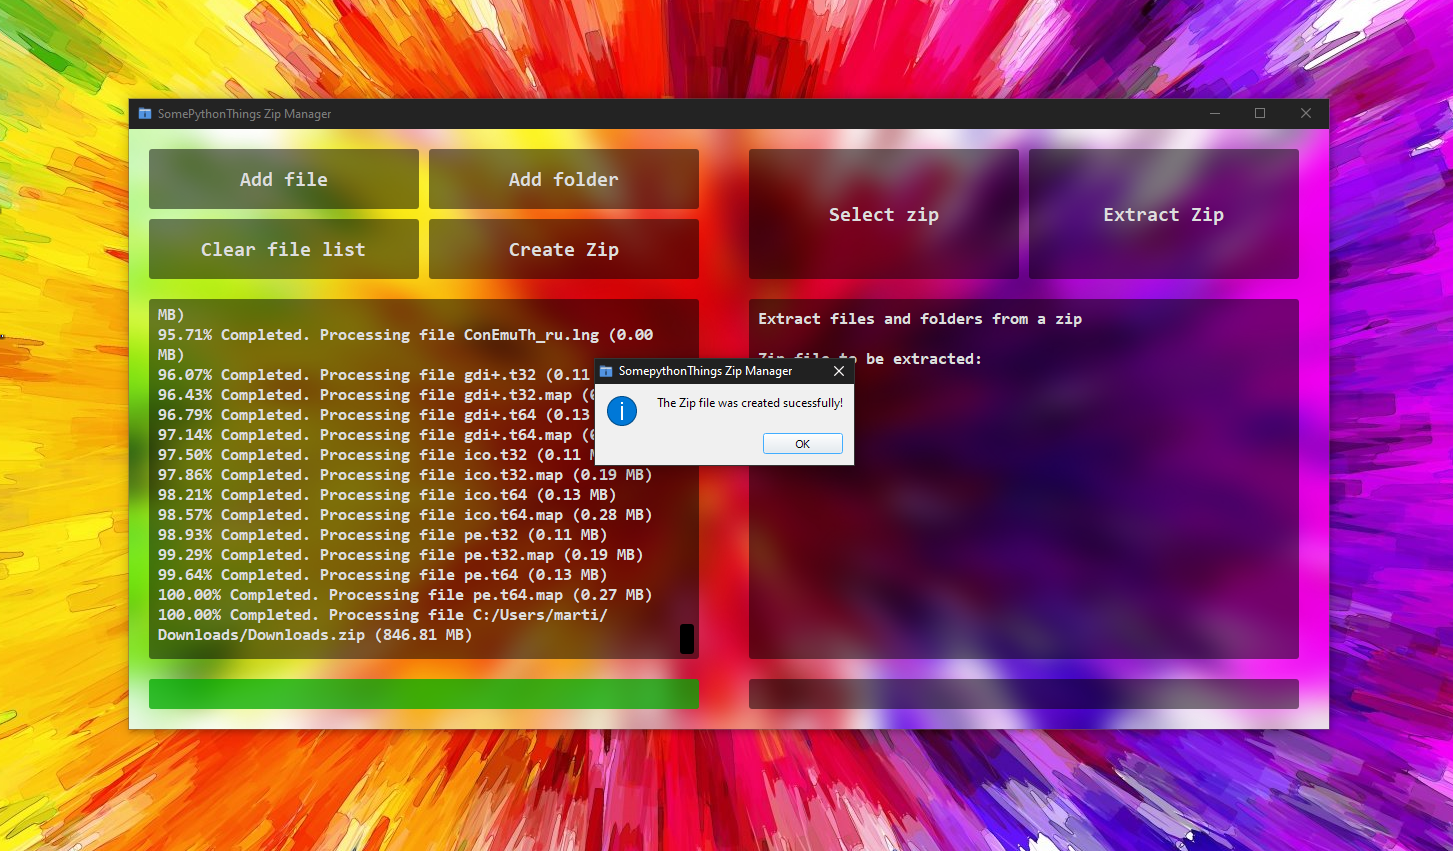 SomePythonThings Zip Manager
Add file
Add folder
Clear file list
Create Zip
Select zip
Extract Zip
MB)
95.71% Completed. Processing file ConEmuTh_ru.lng (0.00
MB)
96.07% Completed. Processing file gdi+.t32 (0.11
96.43% Completed. Processing file gdi+.t32.map
96.79% Completed. Processing file gdi+.t64 (0.13
97.14% Completed. Processing file gdi+.t64.map
97.50% Completed. Processing file ico.t32 (0.11
97.86% Completed. Processing file ico.t32.map (0.19 MB)
98.21% Completed. Processing file ico.t64 (0.13 MB)
98.57% Completed. Processing file ico.t64.map (0.28 MB)
98.93% Completed. Processing file pe.t32 (0.11 MB)
99.29% Completed. Processing file pe.t32.map (0.19 MB)
99.64% Completed. Processing file pe.t64 (0.13 MB)
100.00% Completed. Processing file pe.t64.map (0.27 MB)
100.00% Completed. Processing file C:/Users/marti/
Downloads/Downloads.zip (846.81 MB)
Extract files and folders from a zip
Zip file to be extracted:
SomepythonThings Zip Manager
The Zip file was created sucessfully!
OK